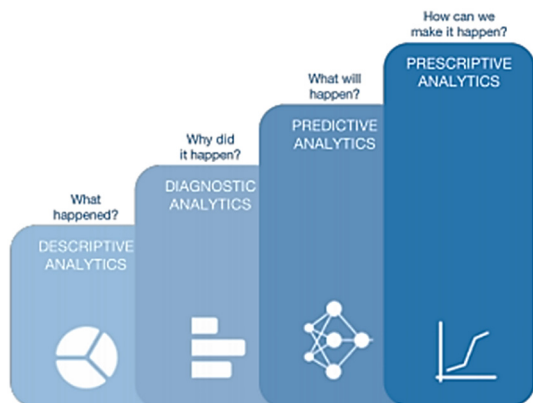 What
happened?
DESCRIPTIVE
ANALYTICS
Why did
it happen?
DIAGNOSTIC
ANALYTICS
What will
happen?
PREDICTIVE
ANALYTICS
How can we
make it happen?
PRESCRIPTIVE
ANALYTICS